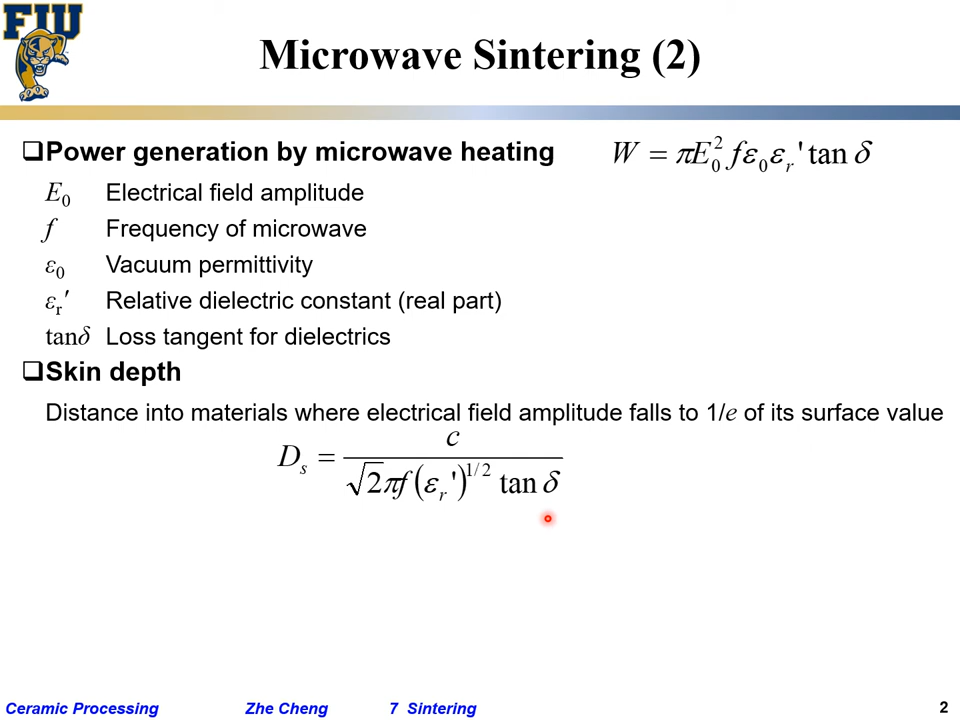 FIU
Microwave Sintering (2)
❑Power generation by microwave heating W = πE₀² fε₀εᵣ' tan δ
E₀ Electrical field amplitude
f Frequency of microwave
ε₀ Vacuum permittivity
εᵣ′ Relative dielectric constant (real part)
tanδ Loss tangent for dielectrics
❑Skin depth
Distance into materials where electrical field amplitude falls to 1/e of its surface value
Dₛ = c / √2πf(εᵣ')^1/2 tan δ
Ceramic Processing Zhe Cheng 7 Sintering 2